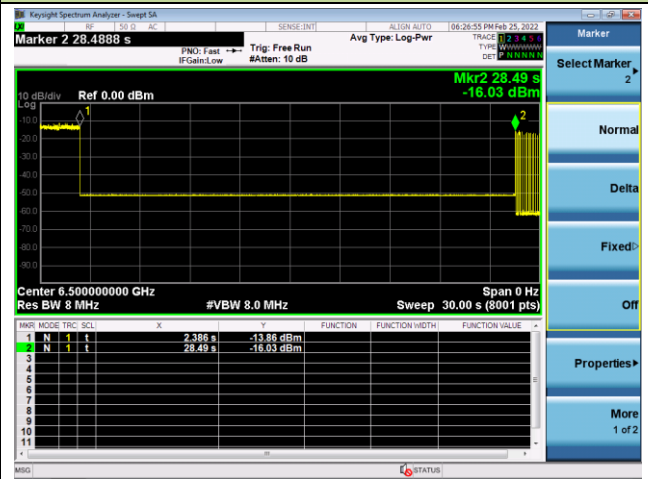 Keysight Spectrum Analyzer - Swept SA
RF 50 Ω AC SENSE:INT ALIGN AUTO 06:26:55 PM Feb 25, 2022
Marker 2 28.4888 s
PNO: Fast
IFGain:Low
Trig: Free Run
#Atten: 10 dB
Avg Type: Log-Pwr
TRACE 1 2 3 4 5 6
TYPE WWWWWW
DET P N N N N N
Mkr2 28.49 s
-16.03 dBm
10 dB/div Ref 0.00 dBm
Log
1
2
-10.0
-20.0
-30.0
-40.0
-50.0
-60.0
-70.0
-80.0
-90.0
Center 6.500000000 GHz Span 0 Hz
Res BW 8 MHz #VBW 8.0 MHz Sweep 30.00 s (8001 pts)
MKR MODE TRC SCL X Y FUNCTION FUNCTION WIDTH FUNCTION VALUE
1 N 1 t 2.386 s -13.86 dBm
2 N 1 t 28.49 s -16.03 dBm
3
4
5
6
7
8
9
10
11
MSG STATUS
Marker
Select Marker
2
Normal
Delta
Fixed
Off
Properties
More
1 of 2